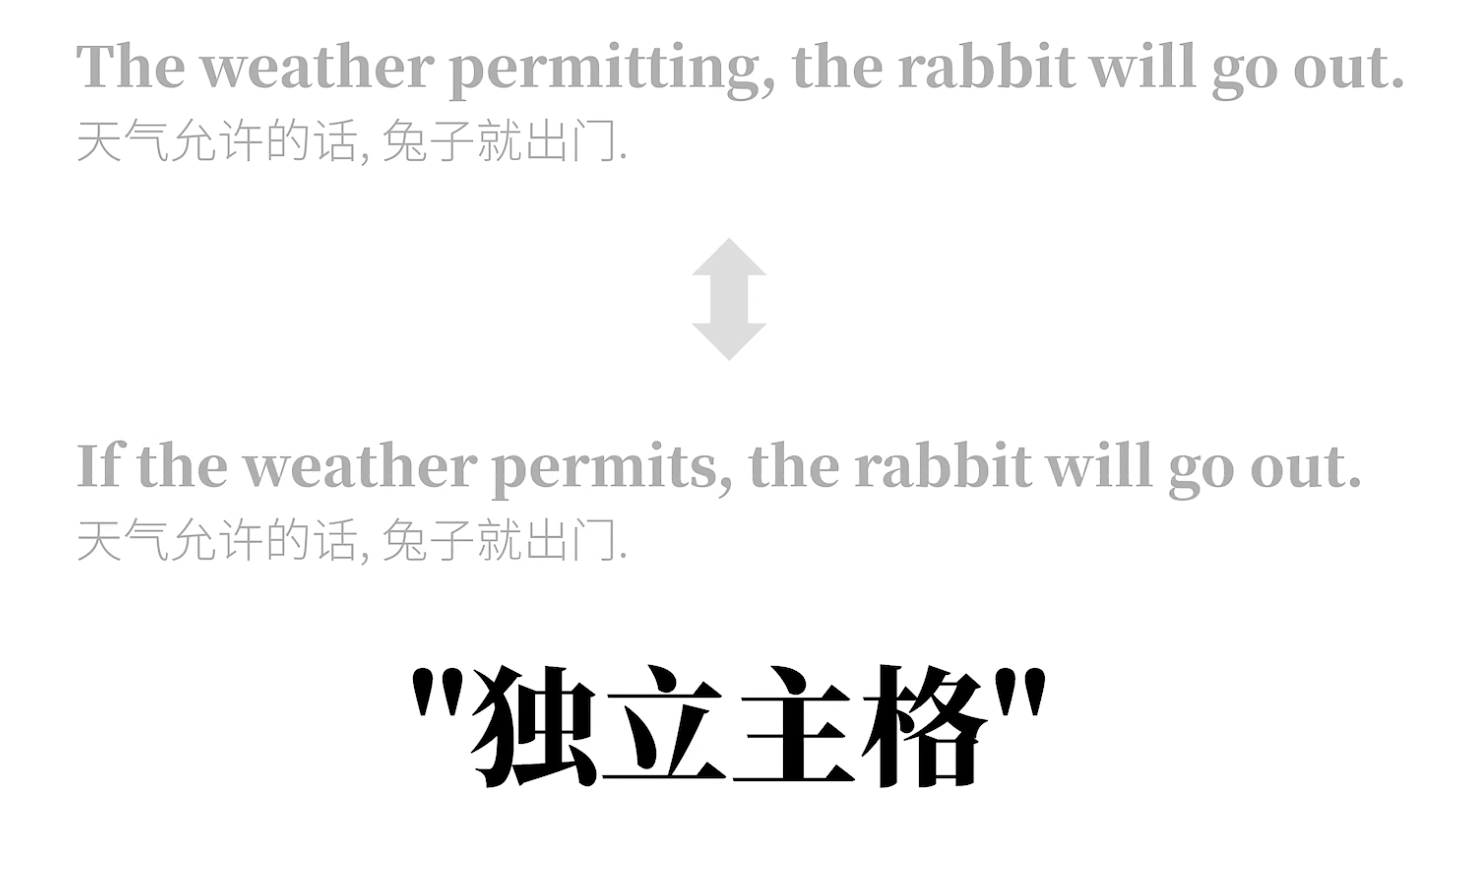 The weather permitting, the rabbit will go out.
天气允许的话, 兔子就出门.
If the weather permits, the rabbit will go out.
天气允许的话, 兔子就出门.
"独立主格"